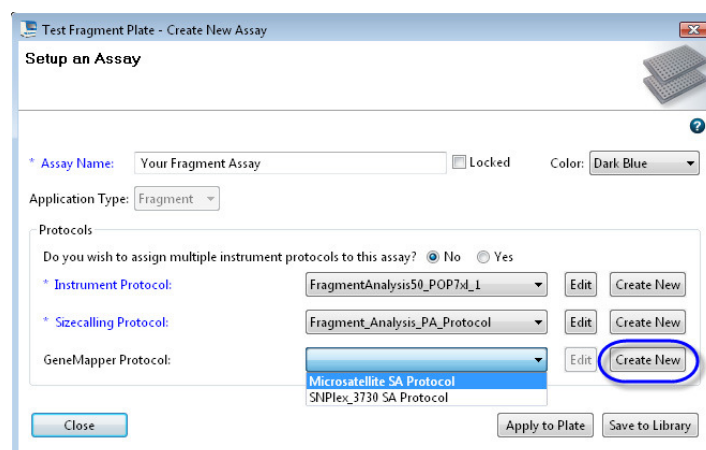 Test Fragment Plate - Create New Assay
Setup an Assay
* Assay Name: Your Fragment Assay Locked Color: Dark Blue
Application Type: Fragment
Protocols
Do you wish to assign multiple instrument protocols to this assay? No Yes
* Instrument Protocol: FragmentAnalysis50_POP7xl_1 Edit Create New
* Sizecalling Protocol: Fragment_Analysis_PA_Protocol Edit Create New
GeneMapper Protocol: Edit Create New
Microsatellite SA Protocol
SNPlex_3730 SA Protocol
Close Apply to Plate Save to Library